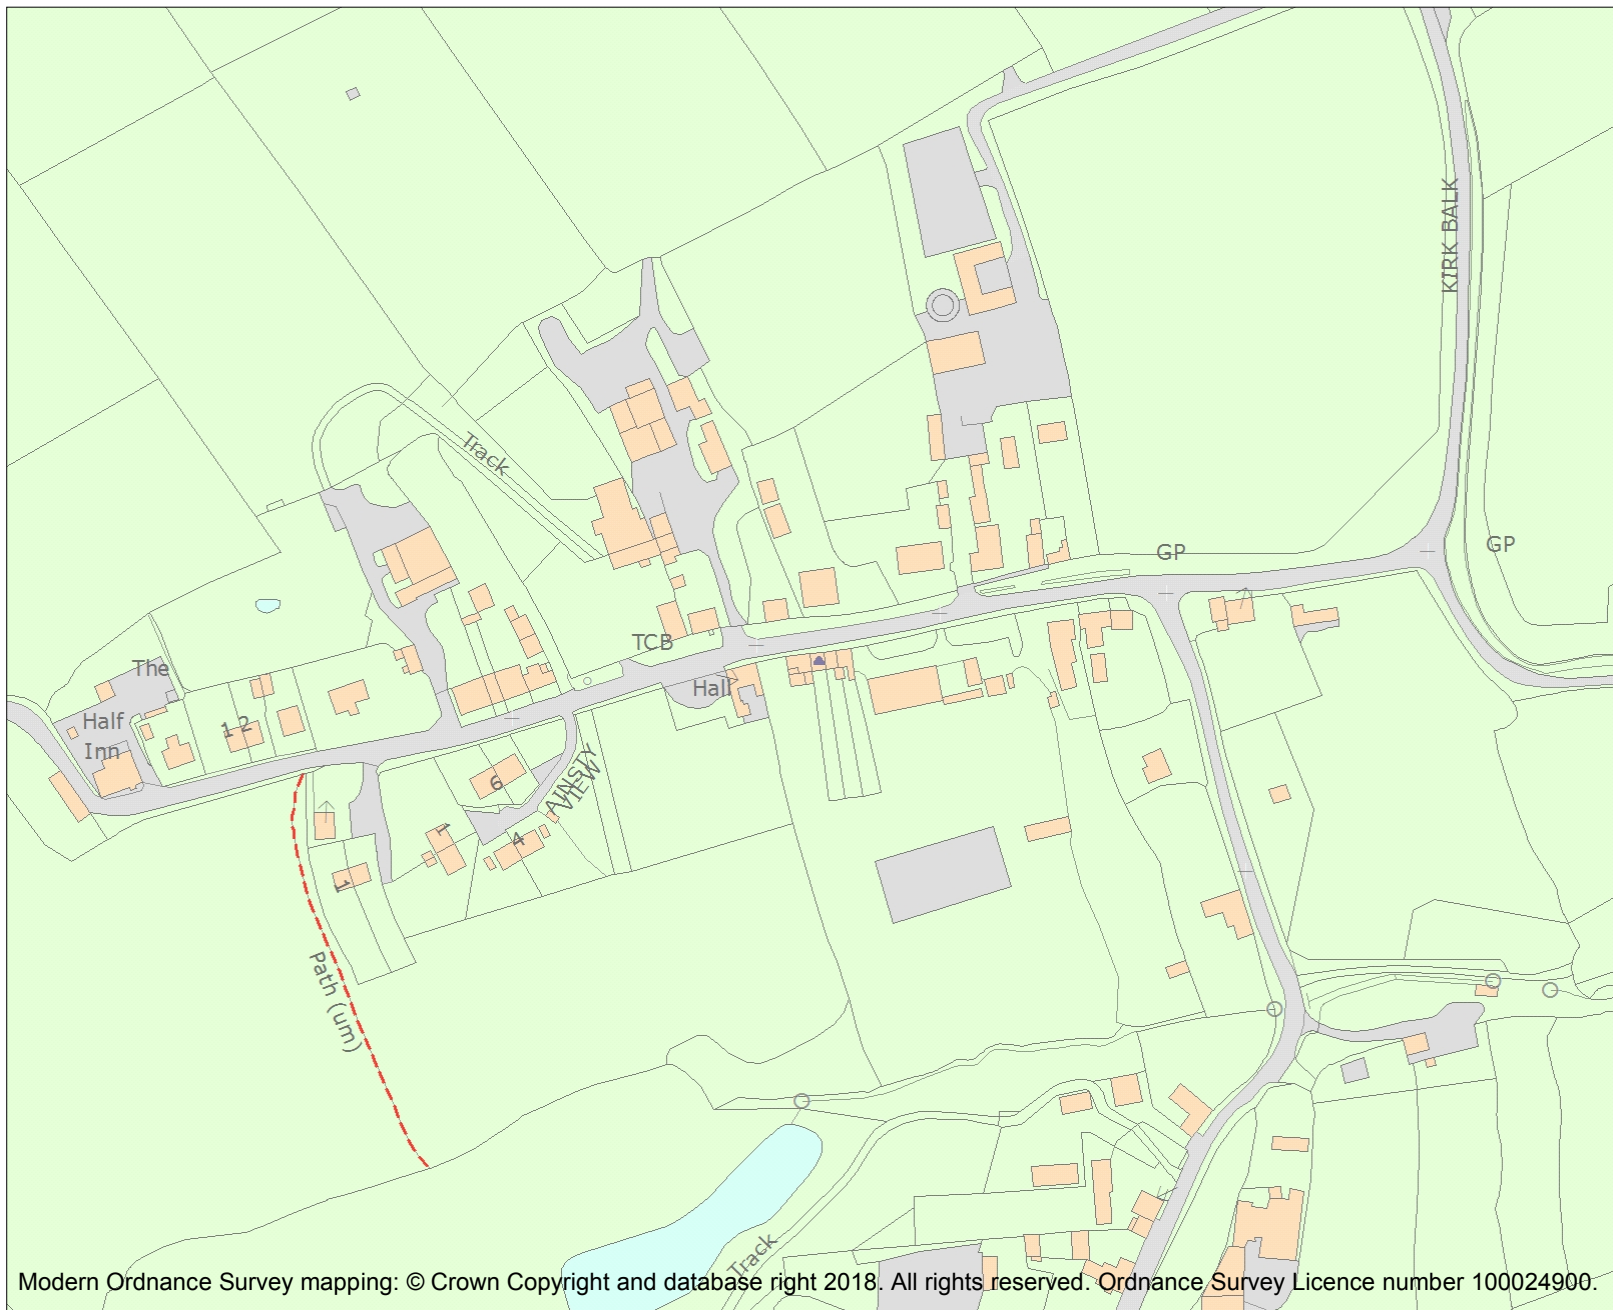 KIRK BALK
Track
GP
GP
TCB
The
Half
Inn
1 2
Hall
6
AINSTY
VIEW
1
4
1
Path (um)
Track
Modern Ordnance Survey mapping: © Crown Copyright and database right 2018. All rights reserved. Ordnance Survey Licence number 100024900.